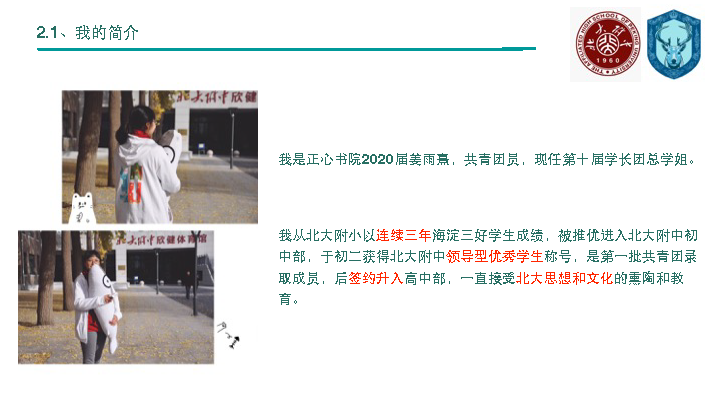 2.1、我的简介
THE AFFILIATED HIGH SCHOOL OF PEKING UNIVERSITY
1960
北大附中欣健
北大附中欣健体育馆
我是正心书院2020届姜雨熹，共青团员，现任第十届学长团总学姐。
我从北大附小以连续三年海淀三好学生成绩，被推优进入北大附中初
中部，于初二获得北大附中领导型优秀学生称号，是第一批共青团录
取成员，后签约升入高中部，一直接受北大思想和文化的熏陶和教
育。